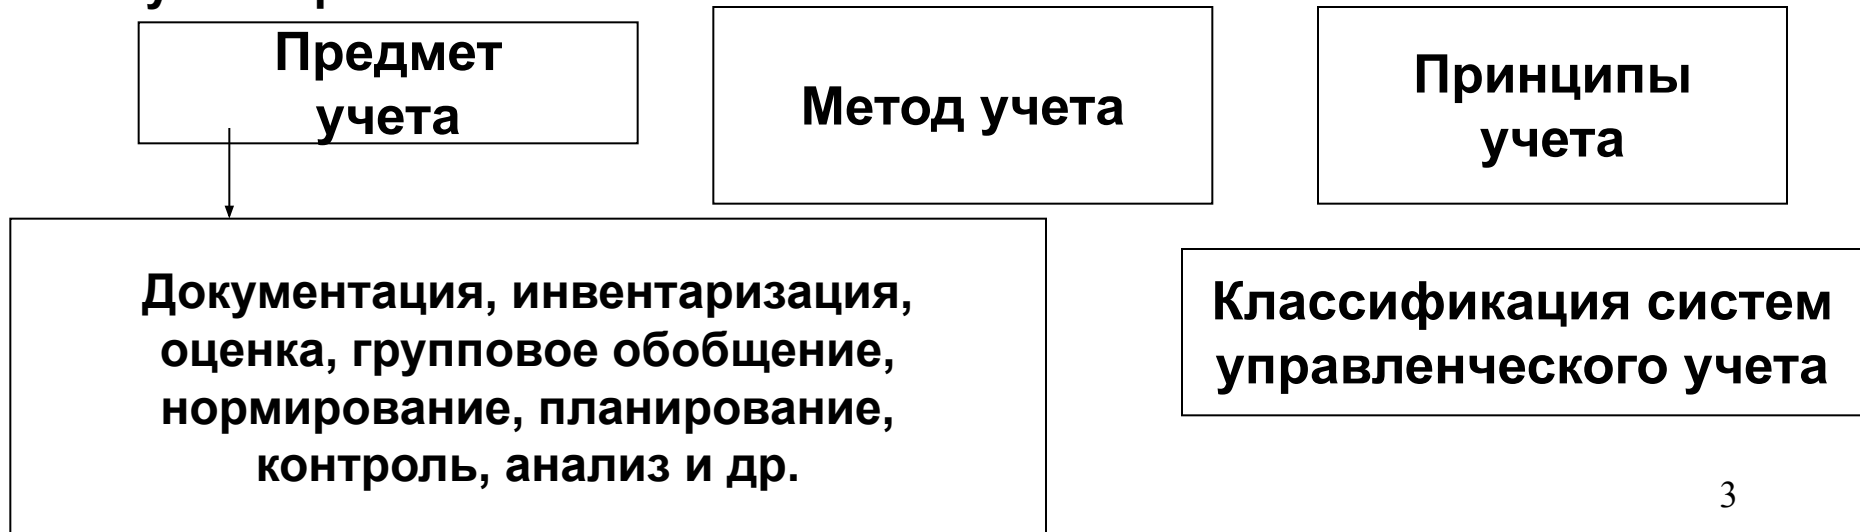 Предмет
учета
Метод учета
Принципы
учета
Документация, инвентаризация,
оценка, групповое обобщение,
нормирование, планирование,
контроль, анализ и др.
Классификация систем
управленческого учета
3